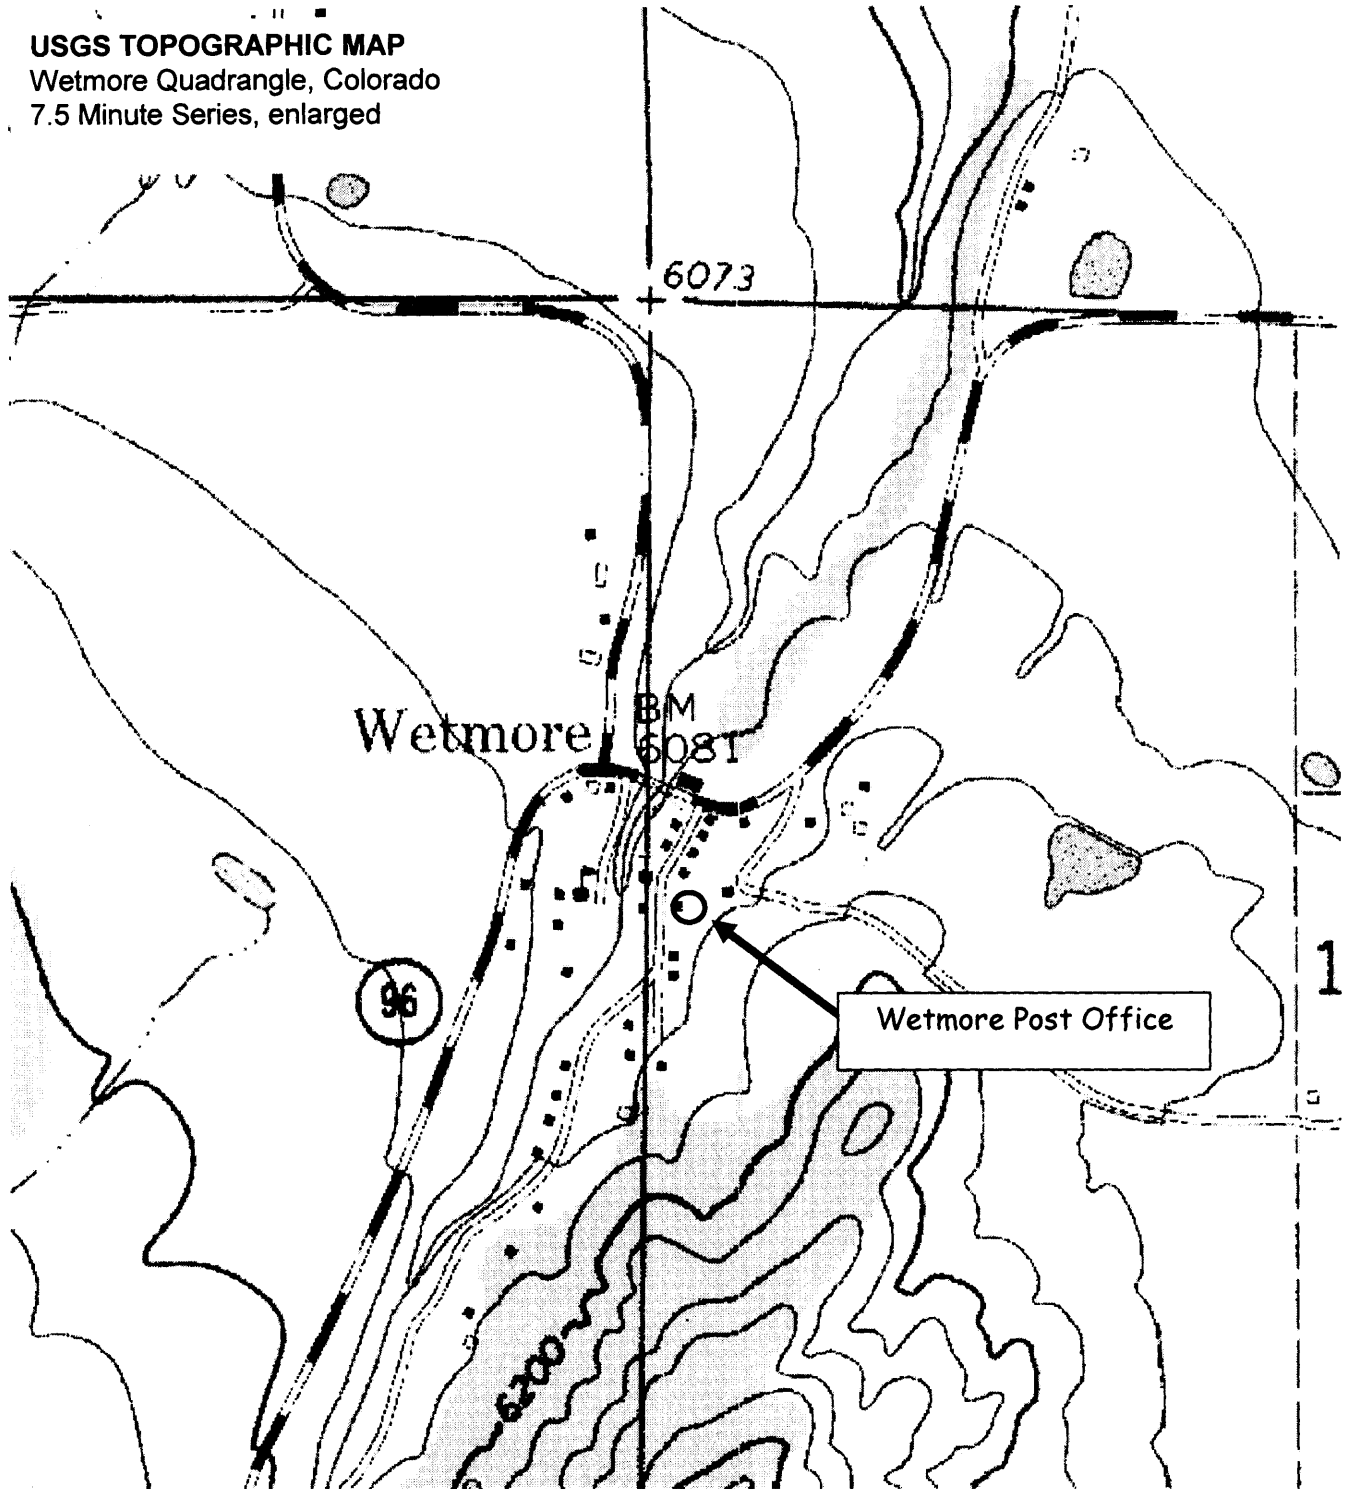 USGS TOPOGRAPHIC MAP
Wetmore Quadrangle, Colorado
7.5 Minute Series, enlarged
6073
Wetmore
BM
6081
96
1
Wetmore Post Office
6200